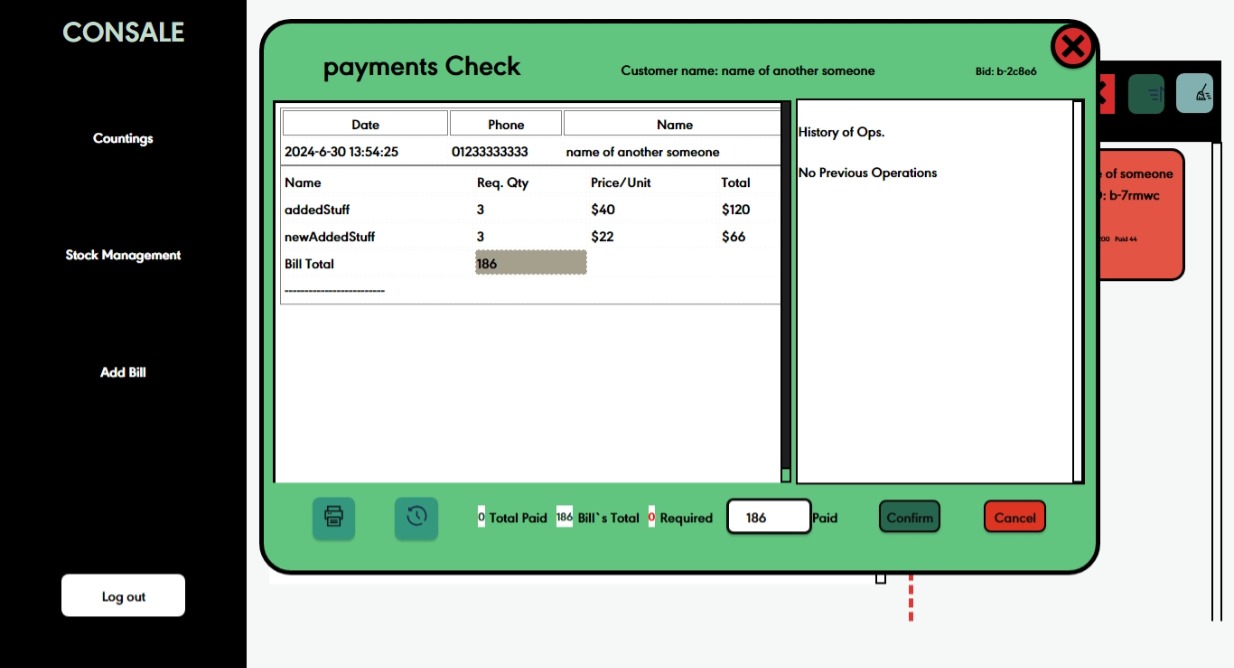 CONSALE
Countings
Stock Management
Add Bill
Log out
payments Check
Customer name: name of another someone
Bid: b-2c8e6
Date Phone Name
2024-6-30 13:54:25 01233333333 name of another someone
Name Req. Qty Price/Unit Total
addedStuff 3 $40 $120
newAddedStuff 3 $22 $66
Bill Total 186
-------------------------
History of Ops.
No Previous Operations
0 Total Paid 186 Bill`s Total 0 Required 186 Paid
Confirm
Cancel
of someone
: b-7rmwc
Paid 44